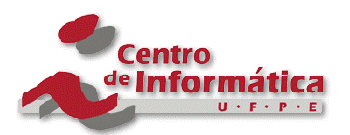 Centro
de Informática
U · F · P · E